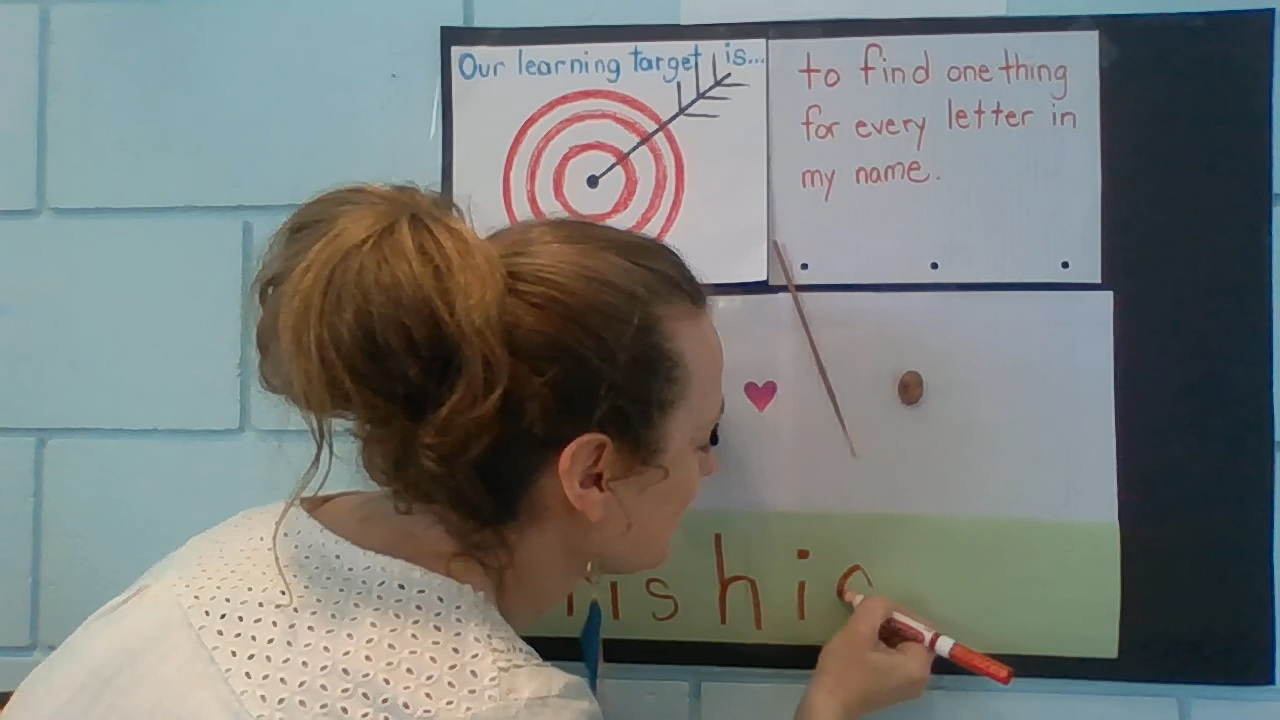 Our learning target is...
to find one thing
for every letter in
my name.